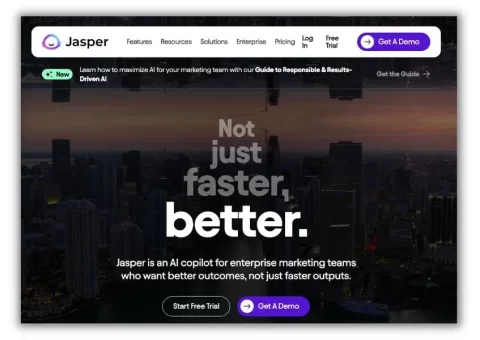 Jasper
Features Resources Solutions Enterprise Pricing Log In Free Trial Get A Demo
New
Learn how to maximize AI for your marketing team with our Guide to Responsible & Results-
Driven AI
Get the Guide
Not
just
faster,
better.
Jasper is an AI copilot for enterprise marketing teams
who want better outcomes, not just faster outputs.
Start Free Trial Get A Demo